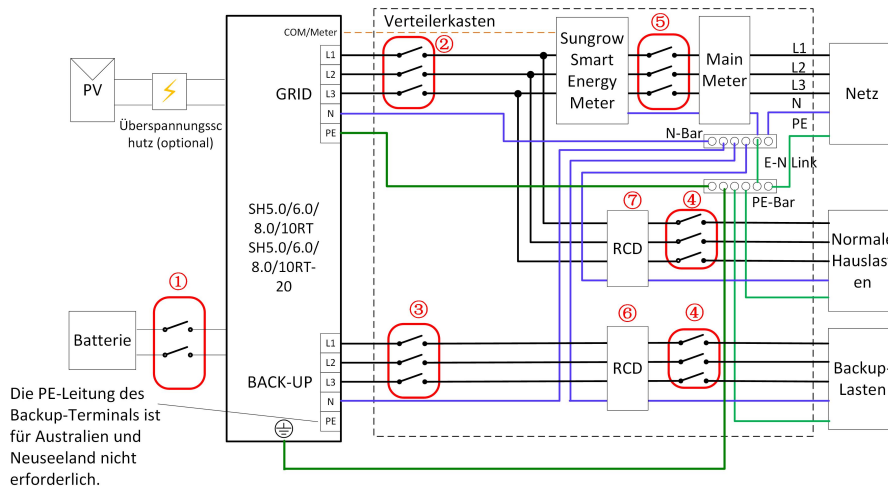 Verteilerkasten
COM/Meter
②
⑤
L1
L2
L3
N
PE
GRID
Sungrow
Smart
Energy
Meter
Main
Meter
L1
L2
L3
N
PE
Netz
PV
Überspannungssc
hutz (optional)
N-Bar
E-N Link
PE-Bar
SH5.0/6.0/
8.0/10RT
SH5.0/6.0/
8.0/10RT-
20
⑦
④
RCD
Normale
Hauslast
en
①
Batterie
③
⑥
④
L1
L2
L3
N
PE
BACK-UP
RCD
Backup-
Lasten
Die PE-Leitung des
Backup-Terminals ist
für Australien und
Neuseeland nicht
erforderlich.